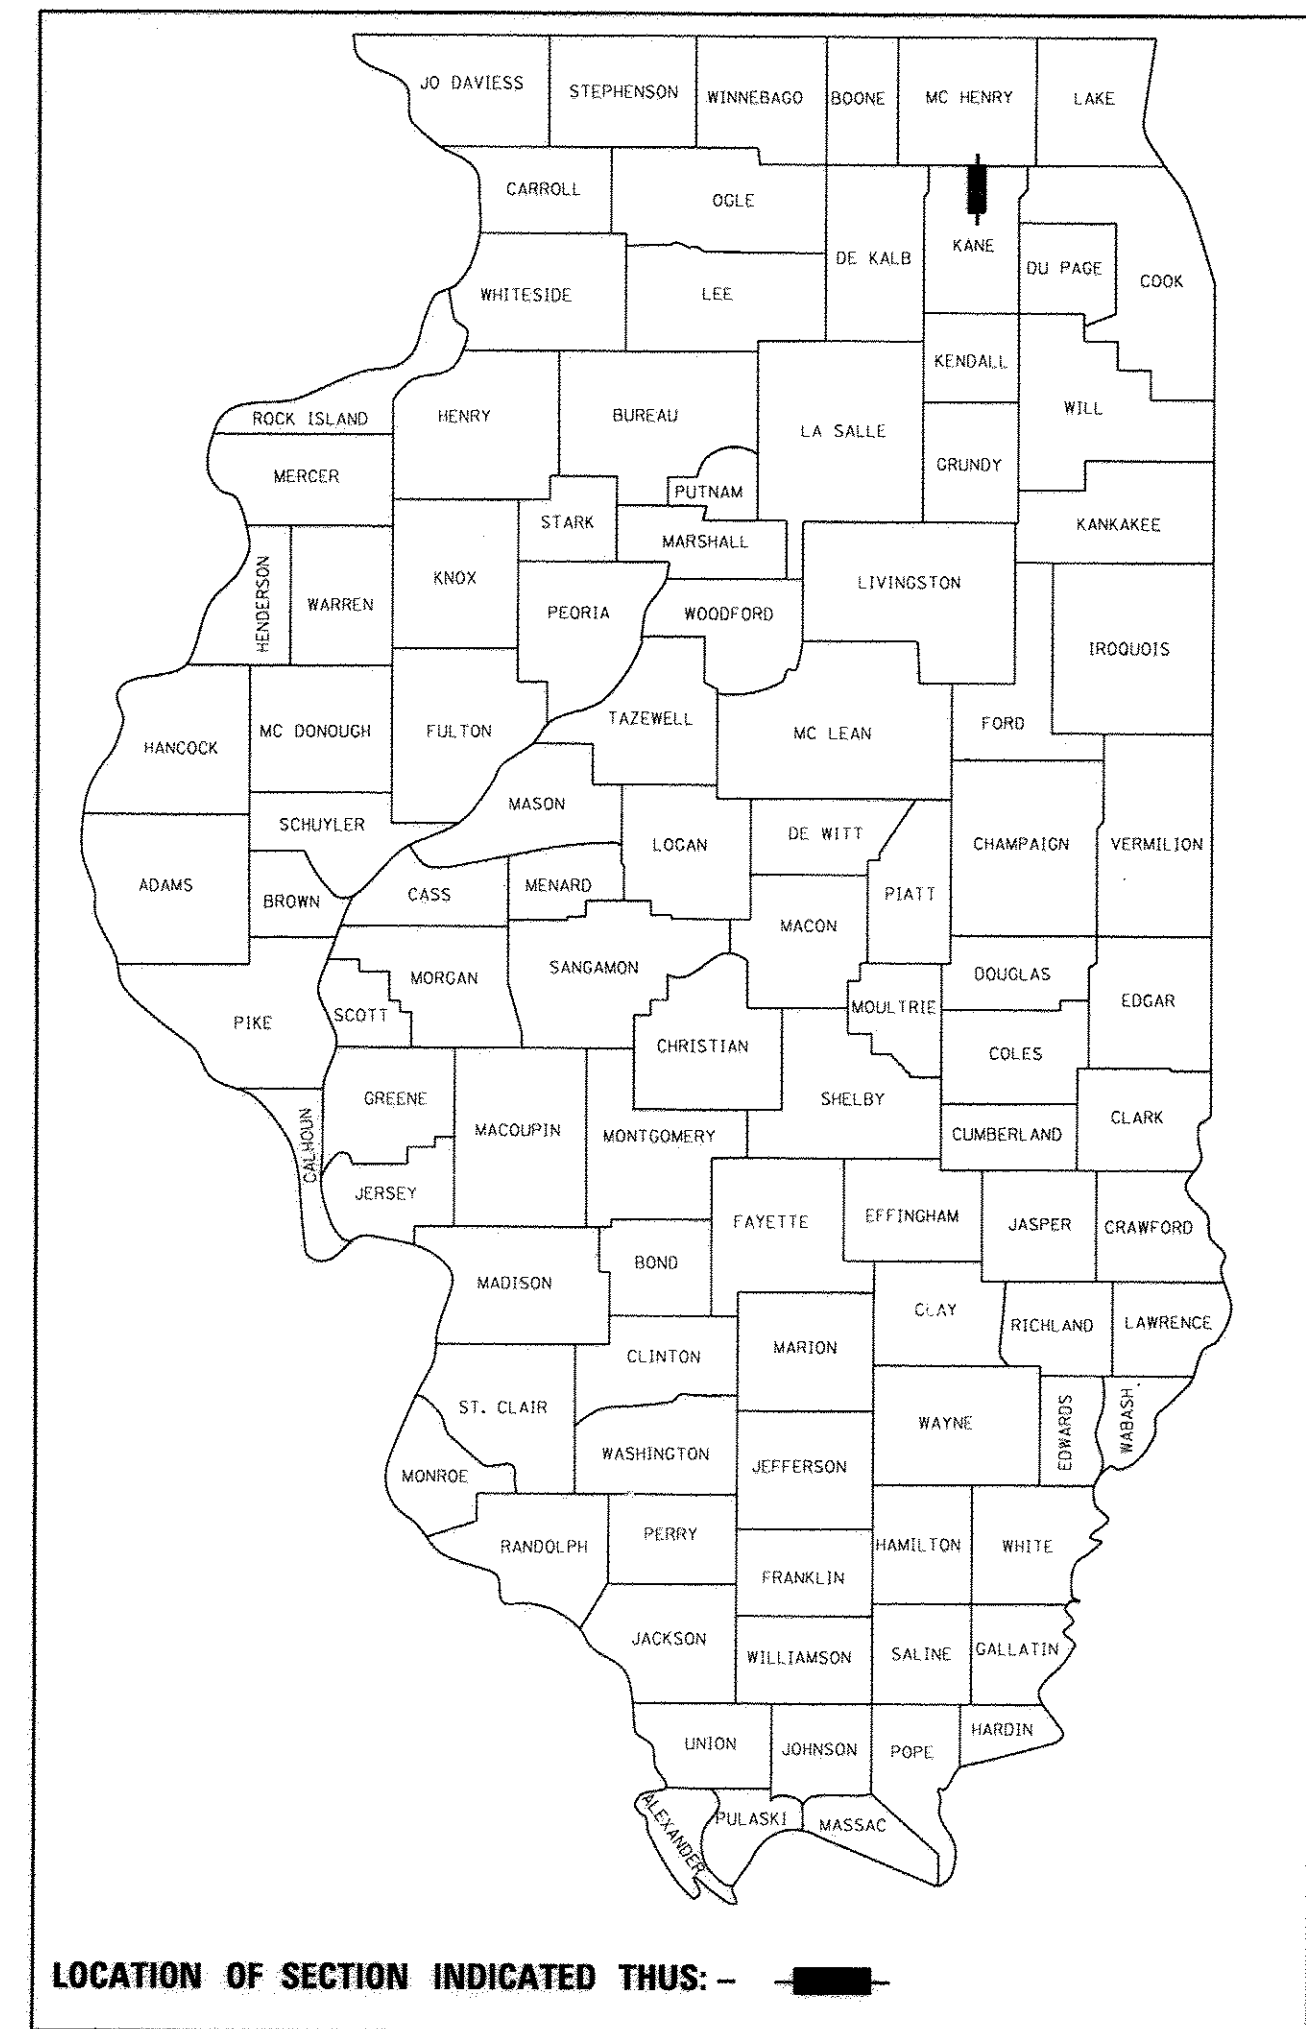 JO DAVIESS
STEPHENSON
WINNEBAGO
BOONE
MC HENRY
LAKE
CARROLL
OGLE
DE KALB
KANE
DU PAGE
COOK
WHITESIDE
LEE
KENDALL
ROCK ISLAND
HENRY
BUREAU
LA SALLE
WILL
GRUNDY
MERCER
PUTNAM
STARK
MARSHALL
KANKAKEE
HENDERSON
WARREN
KNOX
PEORIA
WOODFORD
LIVINGSTON
IROQUOIS
HANCOCK
MC DONOUGH
FULTON
TAZEWELL
MC LEAN
FORD
MASON
SCHUYLER
LOGAN
DE WITT
CHAMPAIGN
VERMILION
ADAMS
BROWN
CASS
MENARD
PIATT
MACON
MORGAN
SANGAMON
DOUGLAS
EDGAR
PIKE
SCOTT
MOULTRIE
CHRISTIAN
COLES
GREENE
SHELBY
CALHOUN
MACOUPIN
MONTGOMERY
CUMBERLAND
CLARK
JERSEY
FAYETTE
EFFINGHAM
JASPER
CRAWFORD
MADISON
BOND
CLAY
RICHLAND
LAWRENCE
CLINTON
MARION
ST. CLAIR
WAYNE
EDWARDS
WABASH
WASHINGTON
JEFFERSON
MONROE
RANDOLPH
PERRY
HAMILTON
WHITE
FRANKLIN
JACKSON
WILLIAMSON
SALINE
GALLATIN
UNION
JOHNSON
POPE
HARDIN
ALEXANDER
PULASKI
MASSAC
LOCATION OF SECTION INDICATED THUS: -